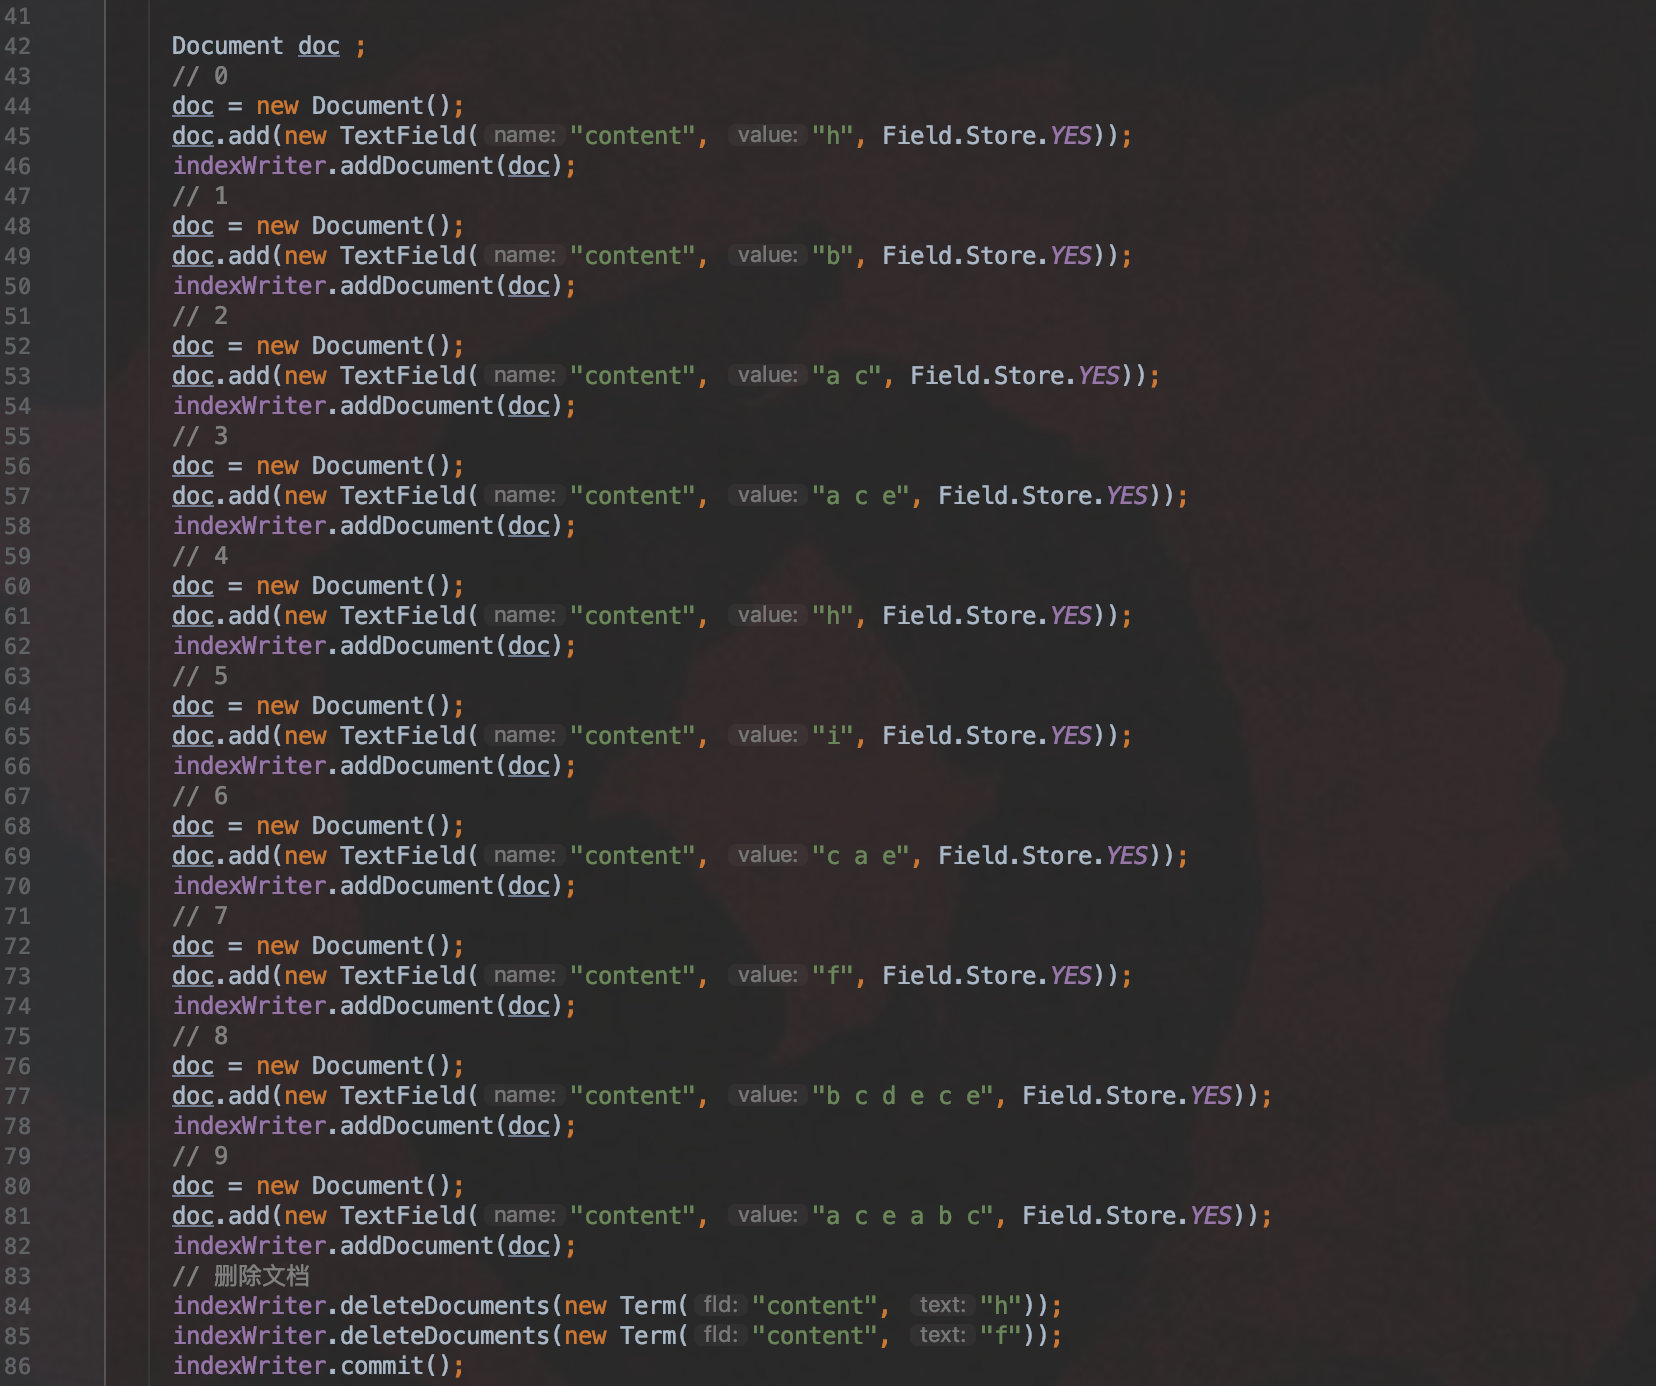 41
42 Document doc ;
43 // 0
44 doc = new Document();
45 doc.add(new TextField( name: "content", value: "h", Field.Store.YES));
46 indexWriter.addDocument(doc);
47 // 1
48 doc = new Document();
49 doc.add(new TextField( name: "content", value: "b", Field.Store.YES));
50 indexWriter.addDocument(doc);
51 // 2
52 doc = new Document();
53 doc.add(new TextField( name: "content", value: "a c", Field.Store.YES));
54 indexWriter.addDocument(doc);
55 // 3
56 doc = new Document();
57 doc.add(new TextField( name: "content", value: "a c e", Field.Store.YES));
58 indexWriter.addDocument(doc);
59 // 4
60 doc = new Document();
61 doc.add(new TextField( name: "content", value: "h", Field.Store.YES));
62 indexWriter.addDocument(doc);
63 // 5
64 doc = new Document();
65 doc.add(new TextField( name: "content", value: "i", Field.Store.YES));
66 indexWriter.addDocument(doc);
67 // 6
68 doc = new Document();
69 doc.add(new TextField( name: "content", value: "c a e", Field.Store.YES));
70 indexWriter.addDocument(doc);
71 // 7
72 doc = new Document();
73 doc.add(new TextField( name: "content", value: "f", Field.Store.YES));
74 indexWriter.addDocument(doc);
75 // 8
76 doc = new Document();
77 doc.add(new TextField( name: "content", value: "b c d e c e", Field.Store.YES));
78 indexWriter.addDocument(doc);
79 // 9
80 doc = new Document();
81 doc.add(new TextField( name: "content", value: "a c e a b c", Field.Store.YES));
82 indexWriter.addDocument(doc);
83 // 删除文档
84 indexWriter.deleteDocuments(new Term( fld: "content", text: "h"));
85 indexWriter.deleteDocuments(new Term( fld: "content", text: "f"));
86 indexWriter.commit();